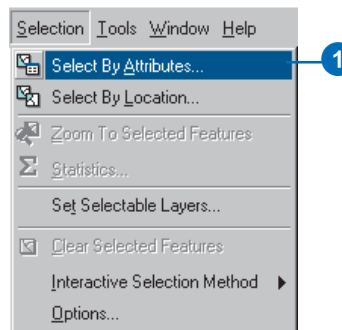 Selection Tools Window Help
Select By Attributes... 1
Select By Location...
Zoom To Selected Features
Statistics...
Set Selectable Layers...
Clear Selected Features
Interactive Selection Method
Options...